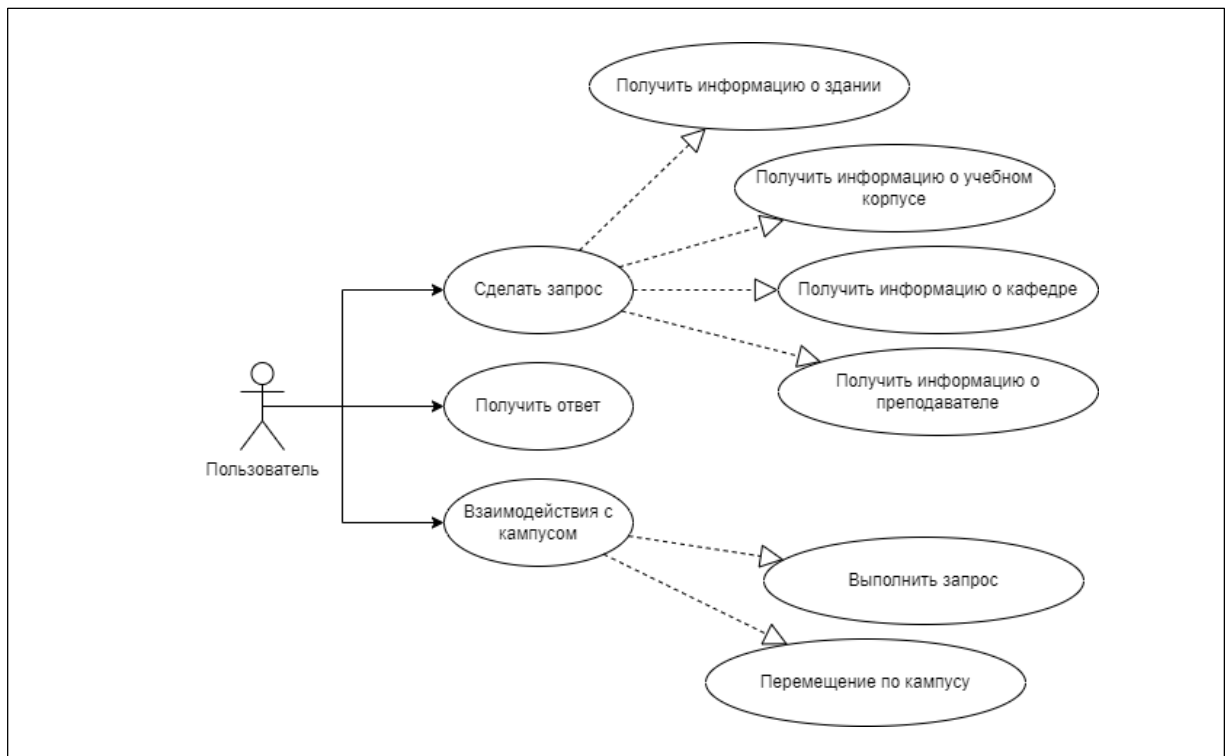 Получить информацию о здании
Получить информацию о учебном
корпусе
Сделать запрос
Получить информацию о кафедре
Получить информацию о
преподавателе
Получить ответ
Пользователь
Взаимодействия с
кампусом
Выполнить запрос
Перемещение по кампусу